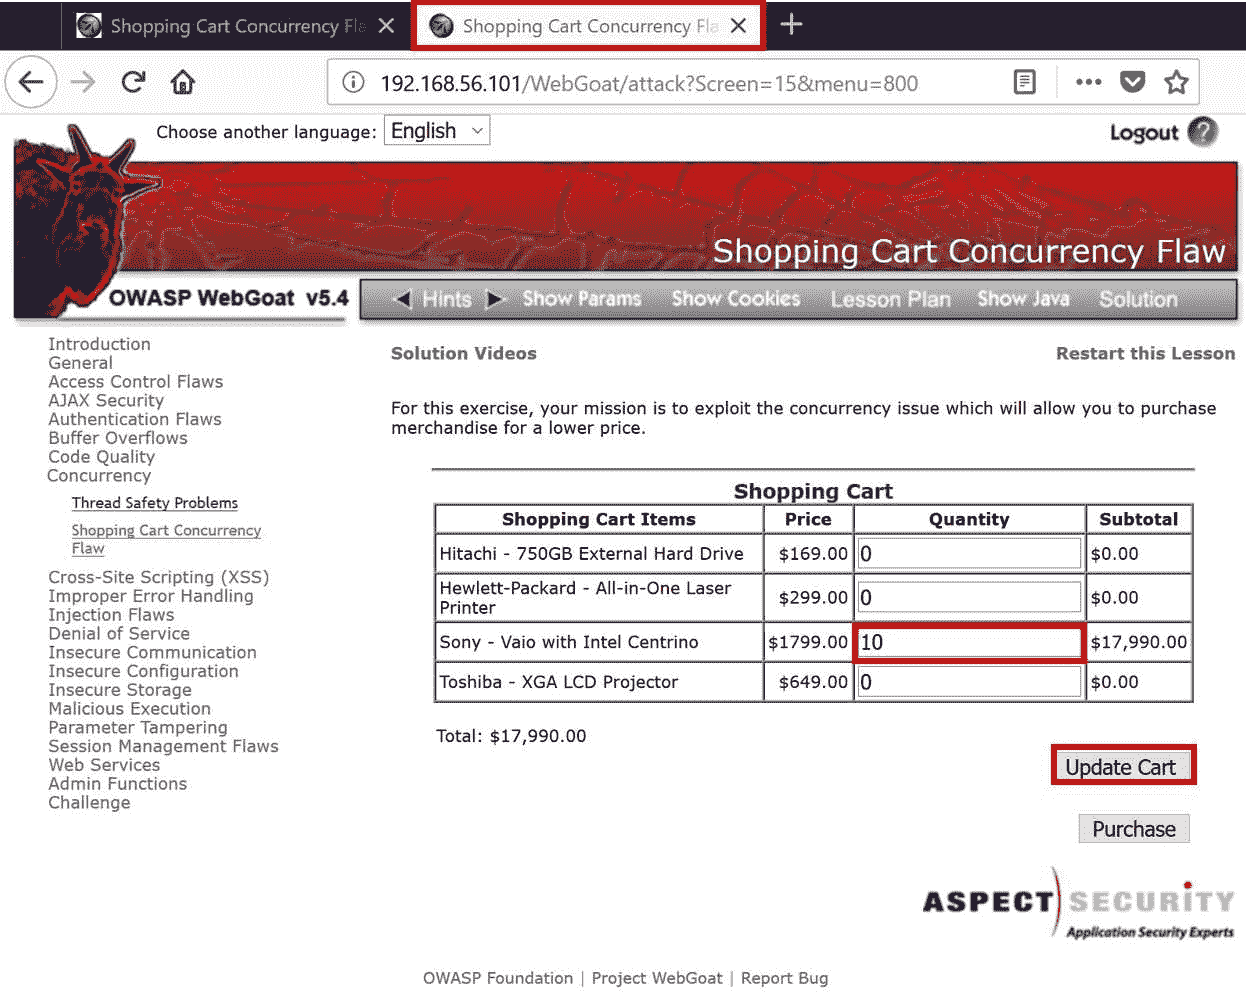 Shopping Cart Concurrency Fla
Shopping Cart Concurrency Fla
192.168.56.101/WebGoat/attack?Screen=15&menu=800
Choose another language: English
Logout ?
Shopping Cart Concurrency Flaw
OWASP WebGoat v5.4
Hints Show Params Show Cookies Lesson Plan Show Java Solution
Introduction
General
Access Control Flaws
AJAX Security
Authentication Flaws
Buffer Overflows
Code Quality
Concurrency
Thread Safety Problems
Shopping Cart Concurrency
Flaw
Cross-Site Scripting (XSS)
Improper Error Handling
Injection Flaws
Denial of Service
Insecure Communication
Insecure Configuration
Insecure Storage
Malicious Execution
Parameter Tampering
Session Management Flaws
Web Services
Admin Functions
Challenge
Solution Videos
Restart this Lesson
For this exercise, your mission is to exploit the concurrency issue which will allow you to purchase
merchandise for a lower price.
Shopping Cart
Shopping Cart Items Price Quantity Subtotal
Hitachi - 750GB External Hard Drive $169.00 0 $0.00
Hewlett-Packard - All-in-One Laser
Printer $299.00 0 $0.00
Sony - Vaio with Intel Centrino $1799.00 10 $17,990.00
Toshiba - XGA LCD Projector $649.00 0 $0.00
Total: $17,990.00
Update Cart
Purchase
ASPECT SECURITY
Application Security Experts
OWASP Foundation | Project WebGoat | Report Bug